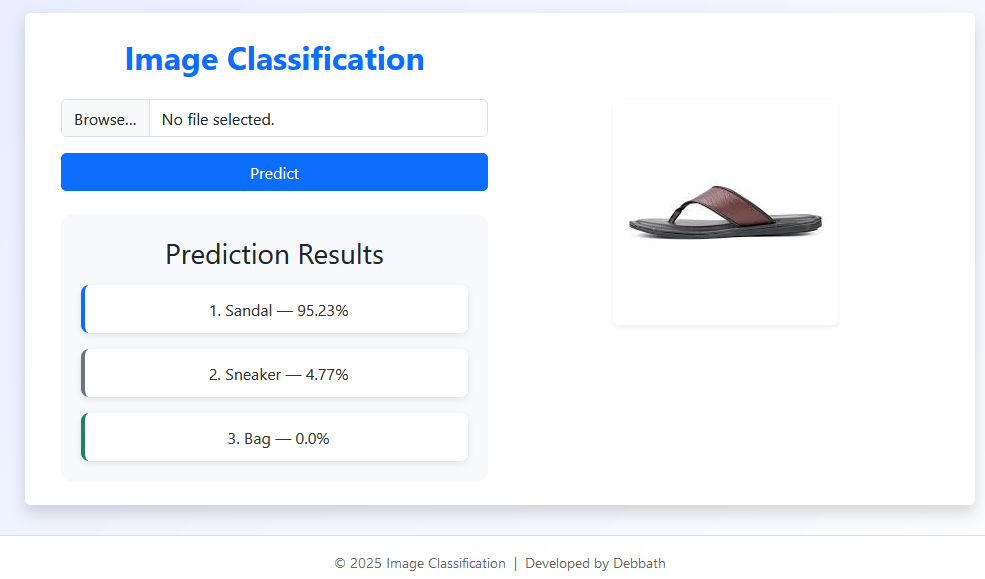 Image Classification
Browse... No file selected.
Predict
Prediction Results
1. Sandal — 95.23%
2. Sneaker — 4.77%
3. Bag — 0.0%
© 2025 Image Classification | Developed by Debbath